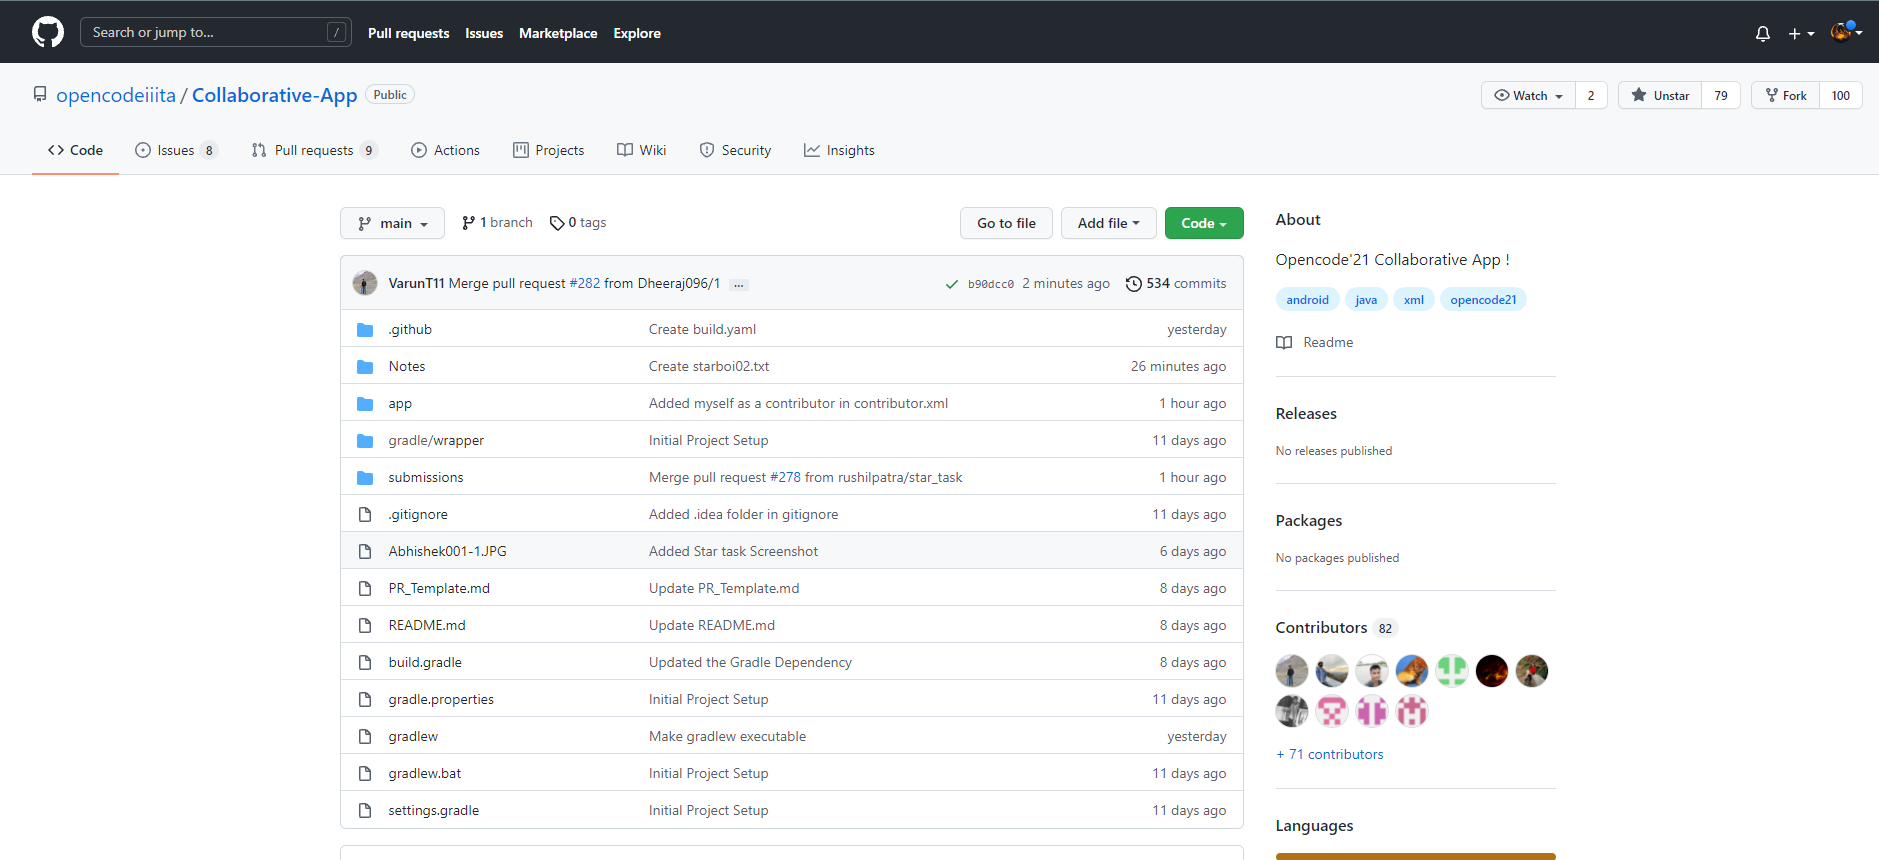 Search or jump to... / Pull requests Issues Marketplace Explore
opencodeiiita / Collaborative-App Public Watch 2 Unstar 79 Fork 100
Code Issues 8 Pull requests 9 Actions Projects Wiki Security Insights
main 1 branch 0 tags Go to file Add file Code
VarunT11 Merge pull request #282 from Dheeraj096/1 ... b90dcc0 2 minutes ago 534 commits
.github Create build.yaml yesterday
Notes Create starboi02.txt 26 minutes ago
app Added myself as a contributor in contributor.xml 1 hour ago
gradle/wrapper Initial Project Setup 11 days ago
submissions Merge pull request #278 from rushilpatra/star_task 1 hour ago
.gitignore Added .idea folder in gitignore 11 days ago
Abhishek001-1.JPG Added Star task Screenshot 6 days ago
PR_Template.md Update PR_Template.md 8 days ago
README.md Update README.md 8 days ago
build.gradle Updated the Gradle Dependency 8 days ago
gradle.properties Initial Project Setup 11 days ago
gradlew Make gradlew executable yesterday
gradlew.bat Initial Project Setup 11 days ago
settings.gradle Initial Project Setup 11 days ago
About
Opencode'21 Collaborative App !
android java xml opencode21
Readme
Releases
No releases published
Packages
No packages published
Contributors 82
+ 71 contributors
Languages